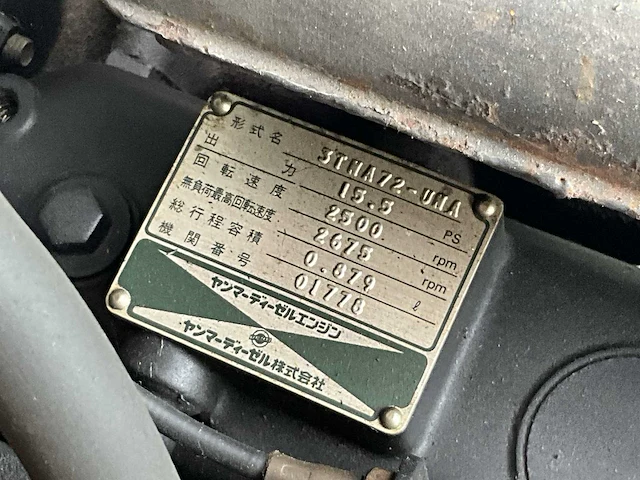 形式名 3TNA72-UNA
出力 15.5 PS
回転速度 2500 rpm
無負荷最高回転速度 2675 rpm
総行程容積 0.879 ℓ
機関番号 01778
ヤンマーディーゼルエンジン
ヤンマーディーゼル株式会社